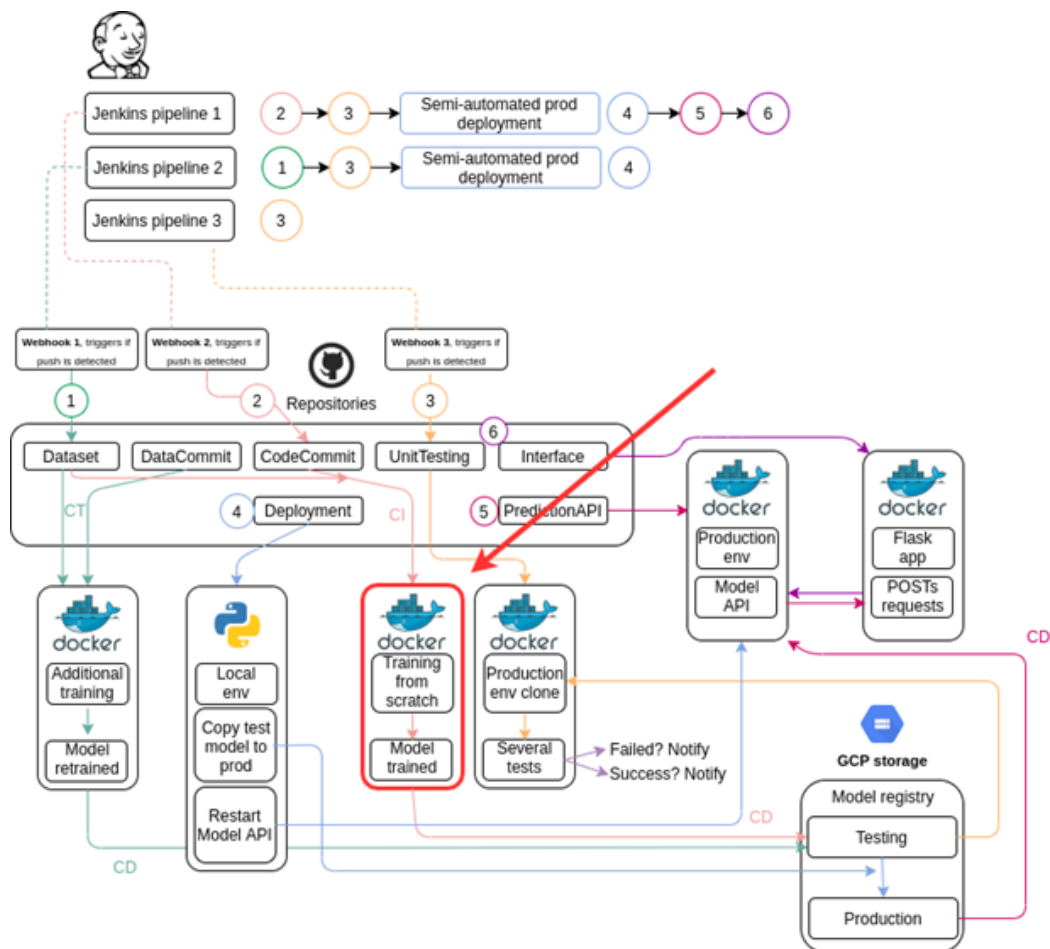 Jenkins pipeline 1
2
3
Semi-automated prod
deployment
4
5
6
Jenkins pipeline 2
1
3
Semi-automated prod
deployment
4
Jenkins pipeline 3
3
Webhook 1, triggers if
push is detected
Webhook 2, triggers if
push is detected
Webhook 3, triggers if
push is detected
1
2
Repositories
3
6
Dataset
DataCommit
CodeCommit
UnitTesting
Interface
CT
4
Deployment
CI
5
PredictionAPI
docker
Production
env
Model
API
docker
Flask
app
POSTs
requests
docker
Additional
training
Model
retrained
Local
env
Copy test
model to
prod
Restart
Model API
docker
Training
from
scratch
Model
trained
docker
Production
env clone
Several
tests
Failed? Notify
Success? Notify
CD
GCP storage
Model registry
Testing
Production
CD
CD